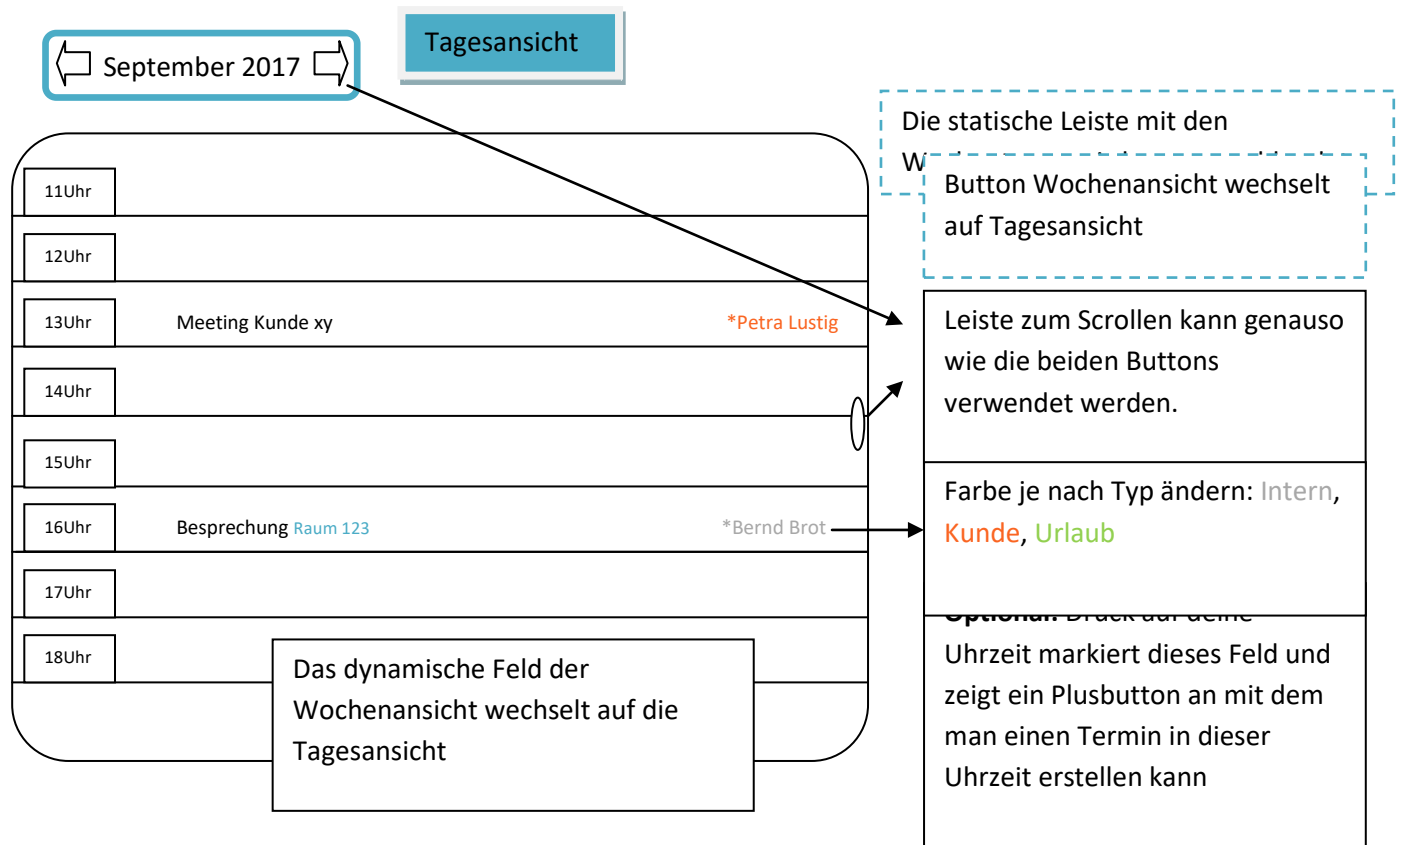 Tagesansicht
September 2017
Die statische Leiste mit den
Button Wochenansicht wechselt
auf Tagesansicht
11Uhr
12Uhr
13Uhr Meeting Kunde xy *Petra Lustig
14Uhr
15Uhr
16Uhr Besprechung Raum 123 *Bernd Brot
17Uhr
18Uhr
Leiste zum Scrollen kann genauso
wie die beiden Buttons
verwendet werden.
Farbe je nach Typ ändern: Intern,
Kunde, Urlaub
Optional: Druck auf deine
Uhrzeit markiert dieses Feld und
zeigt ein Plusbutton an mit dem
man einen Termin in dieser
Uhrzeit erstellen kann
Das dynamische Feld der
Wochenansicht wechselt auf die
Tagesansicht